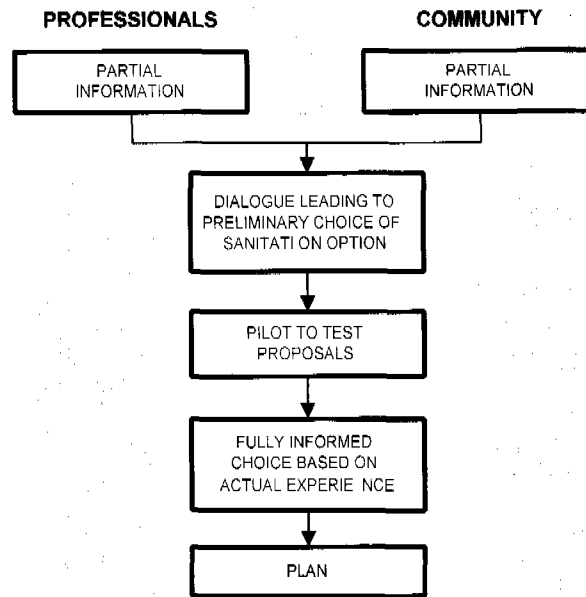 PROFESSIONALS COMMUNITY
PARTIAL
INFORMATION
PARTIAL
INFORMATION
DIALOGUE LEADING TO
PRELIMINARY CHOICE OF
SANITATI ON OPTION
PILOT TO TEST
PROPOSALS
FULLY INFORMED
CHOICE BASED ON
ACTUAL EXPERIE NCE
PLAN